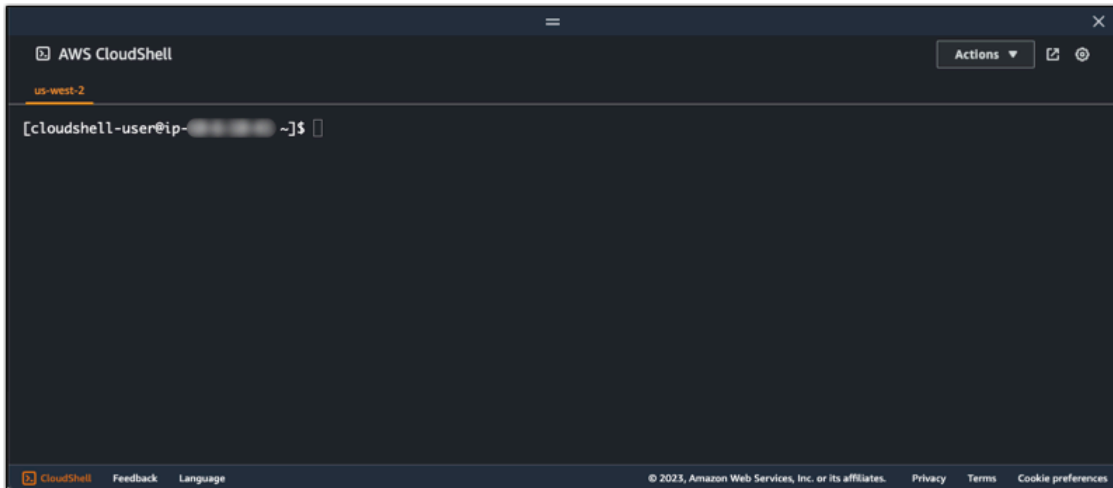 AWS CloudShell Actions
us-west-2
[cloudshell-user@ip- ~]$
CloudShell Feedback Language © 2023, Amazon Web Services, Inc. or its affiliates. Privacy Terms Cookie preferences